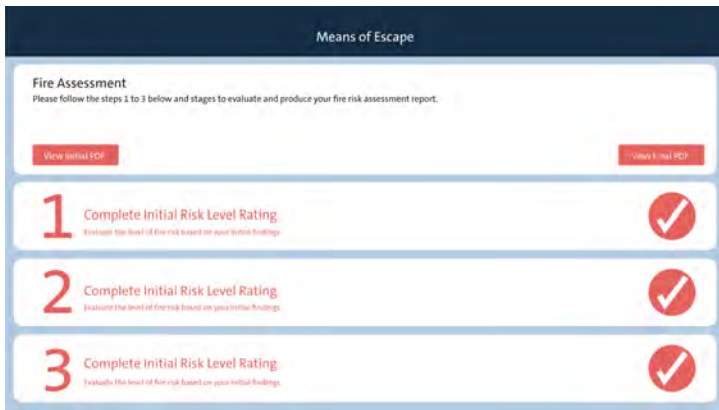 Means of Escape
Fire Assessment
Please follow the steps 1 to 3 below and stages to evaluate and produce your fire risk assessment report.
View Initial PDF
View Final PDF
1
Complete Initial Risk Level Rating
Evaluate the level of fire risk based on your initial findings
2
Complete Initial Risk Level Rating
Evaluate the level of fire risk based on your initial findings
3
Complete Initial Risk Level Rating
Evaluate the level of fire risk based on your initial findings